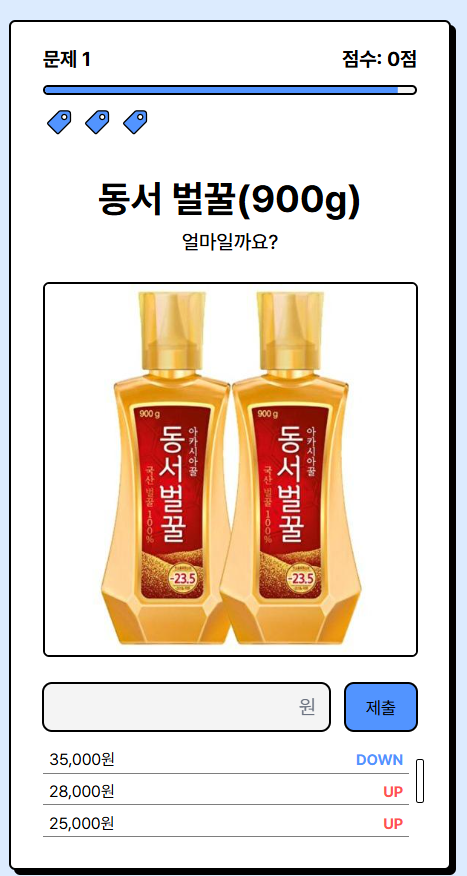 문제 1 점수: 0점
동서 벌꿀(900g)
얼마일까요?
900 g
동서벌꿀
아카시아꿀
국산 벌꿀 100%
-23.5
900 g
동서벌꿀
아카시아꿀
국산 벌꿀 100%
-23.5
원 제출
35,000원 DOWN
28,000원 UP
25,000원 UP